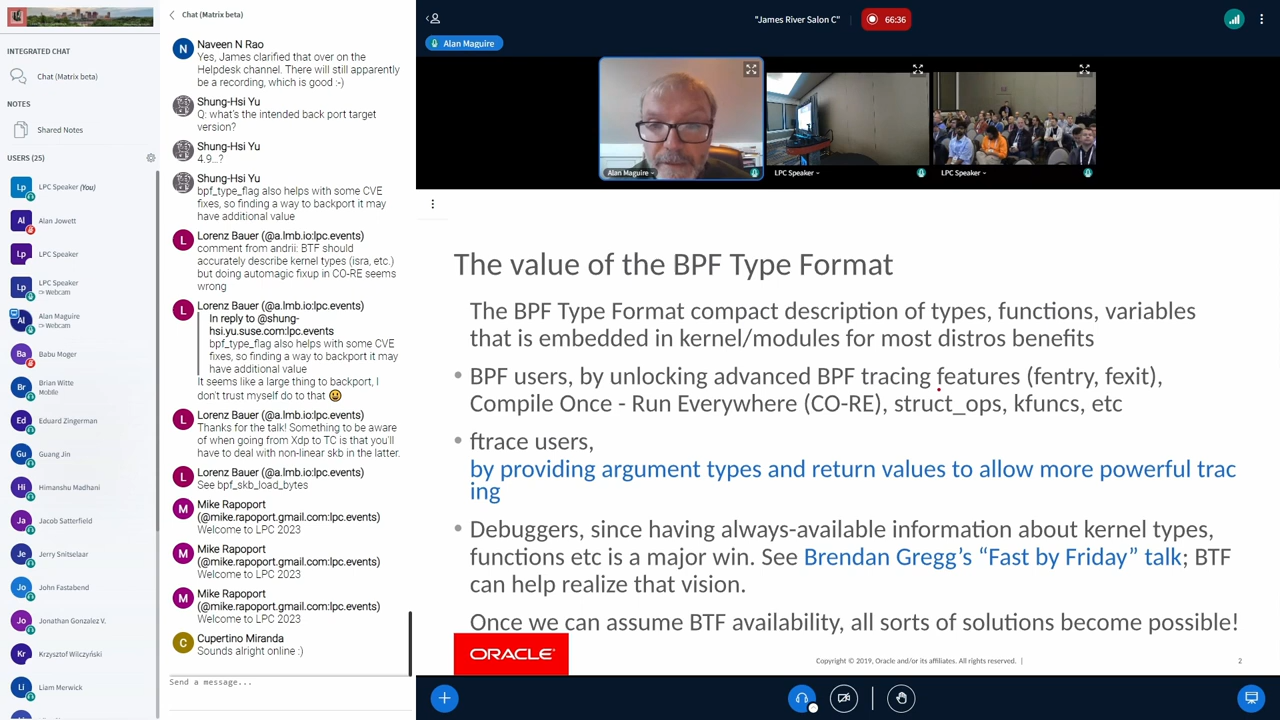 INTEGRATED CHAT
Chat (Matrix beta)
NOTES
Shared Notes
USERS (25)
Lp
LPC Speaker (You)
Al
Alan Jowett
Lp
LPC Speaker
Lp
LPC Speaker
Webcam
Al
Alan Maguire
Webcam
Ba
Babu Moger
Br
Brian Witte
Mobile
Ed
Eduard Zingerman
Gu
Guang Jin
Hi
Himanshu Madhani
Ja
Jacob Satterfield
Je
Jerry Snitselaar
Jo
John Fastabend
Jo
Jonathan Gonzalez V.
Kr
Krzysztof Wilczyński
Li
Liam Merwick
Chat (Matrix beta)
N
Naveen N Rao
Yes, James clarified that over on the
Helpdesk channel. There will still apparently
be a recording, which is good :-)
Shung-Hsi Yu
Q: what's the intended back port target
version?
Shung-Hsi Yu
4.9...?
Shung-Hsi Yu
bpf_type_flag also helps with some CVE
fixes, so finding a way to backport it may
have additional value
L
Lorenz Bauer (@a.lmb.io:lpc.events)
comment from andrii: BTF should
accurately describe kernel types (isra, etc.)
but doing automagic fixup in CO-RE seems
wrong
L
Lorenz Bauer (@a.lmb.io:lpc.events)
In reply to @shung-
hsi.yu.suse.com:lpc.events
bpf_type_flag also helps with some CVE
fixes, so finding a way to backport it may
have additional value
It seems like a large thing to backport, I
don't trust myself do to that 😀
L
Lorenz Bauer (@a.lmb.io:lpc.events)
Thanks for the talk! Something to be aware
of when going from Xdp to TC is that you'll
have to deal with non-linear skb in the latter.
L
Lorenz Bauer (@a.lmb.io:lpc.events)
See bpf_skb_load_bytes
M
Mike Rapoport
(@mike.rapoport.gmail.com:lpc.events)
Welcome to LPC 2023
M
Mike Rapoport
(@mike.rapoport.gmail.com:lpc.events)
Welcome to LPC 2023
M
Mike Rapoport
(@mike.rapoport.gmail.com:lpc.events)
Welcome to LPC 2023
C
Cupertino Miranda
Sounds alright online :)
Send a message...
"James River Salon C"
66:36
Alan Maguire
Alan Maguire
LPC Speaker
LPC Speaker
The value of the BPF Type Format
The BPF Type Format compact description of types, functions, variables
that is embedded in kernel/modules for most distros benefits
• BPF users, by unlocking advanced BPF tracing features (fentry, fexit),
Compile Once - Run Everywhere (CO-RE), struct_ops, kfuncs, etc
• ftrace users,
by providing argument types and return values to allow more powerful trac
ing
• Debuggers, since having always-available information about kernel types,
functions etc is a major win. See Brendan Gregg's “Fast by Friday” talk; BTF
can help realize that vision.
Once we can assume BTF availability, all sorts of solutions become possible!
ORACLE
Copyright © 2019, Oracle and/or its affiliates. All rights reserved. |
2